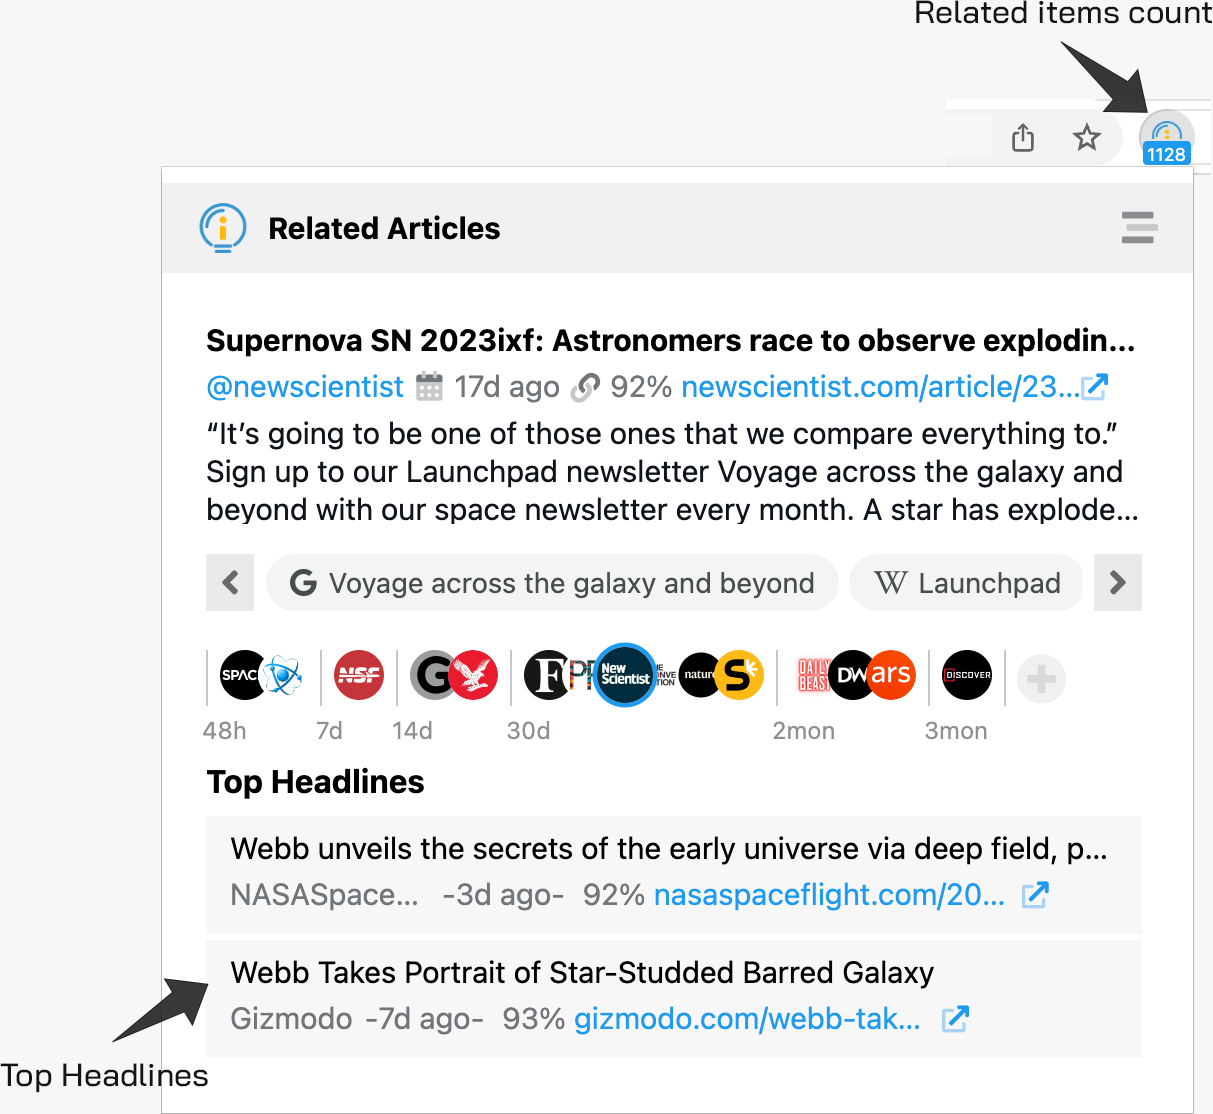 Related items count
1128
Related Articles
Supernova SN 2023ixf: Astronomers race to observe explodin...
@newscientist 17d ago 92% newscientist.com/article/23...
“It’s going to be one of those ones that we compare everything to.”
Sign up to our Launchpad newsletter Voyage across the galaxy and
beyond with our space newsletter every month. A star has explode...
G Voyage across the galaxy and beyond W Launchpad
SPAC NSF G F New Scientist natur S DAILY BEAST DW ars DISCOVER
48h 7d 14d 30d 2mon 3mon
Top Headlines
Webb unveils the secrets of the early universe via deep field, p...
NASASpace... -3d ago- 92% nasaspaceflight.com/20...
Webb Takes Portrait of Star-Studded Barred Galaxy
Gizmodo -7d ago- 93% gizmodo.com/webb-tak...
Top Headlines